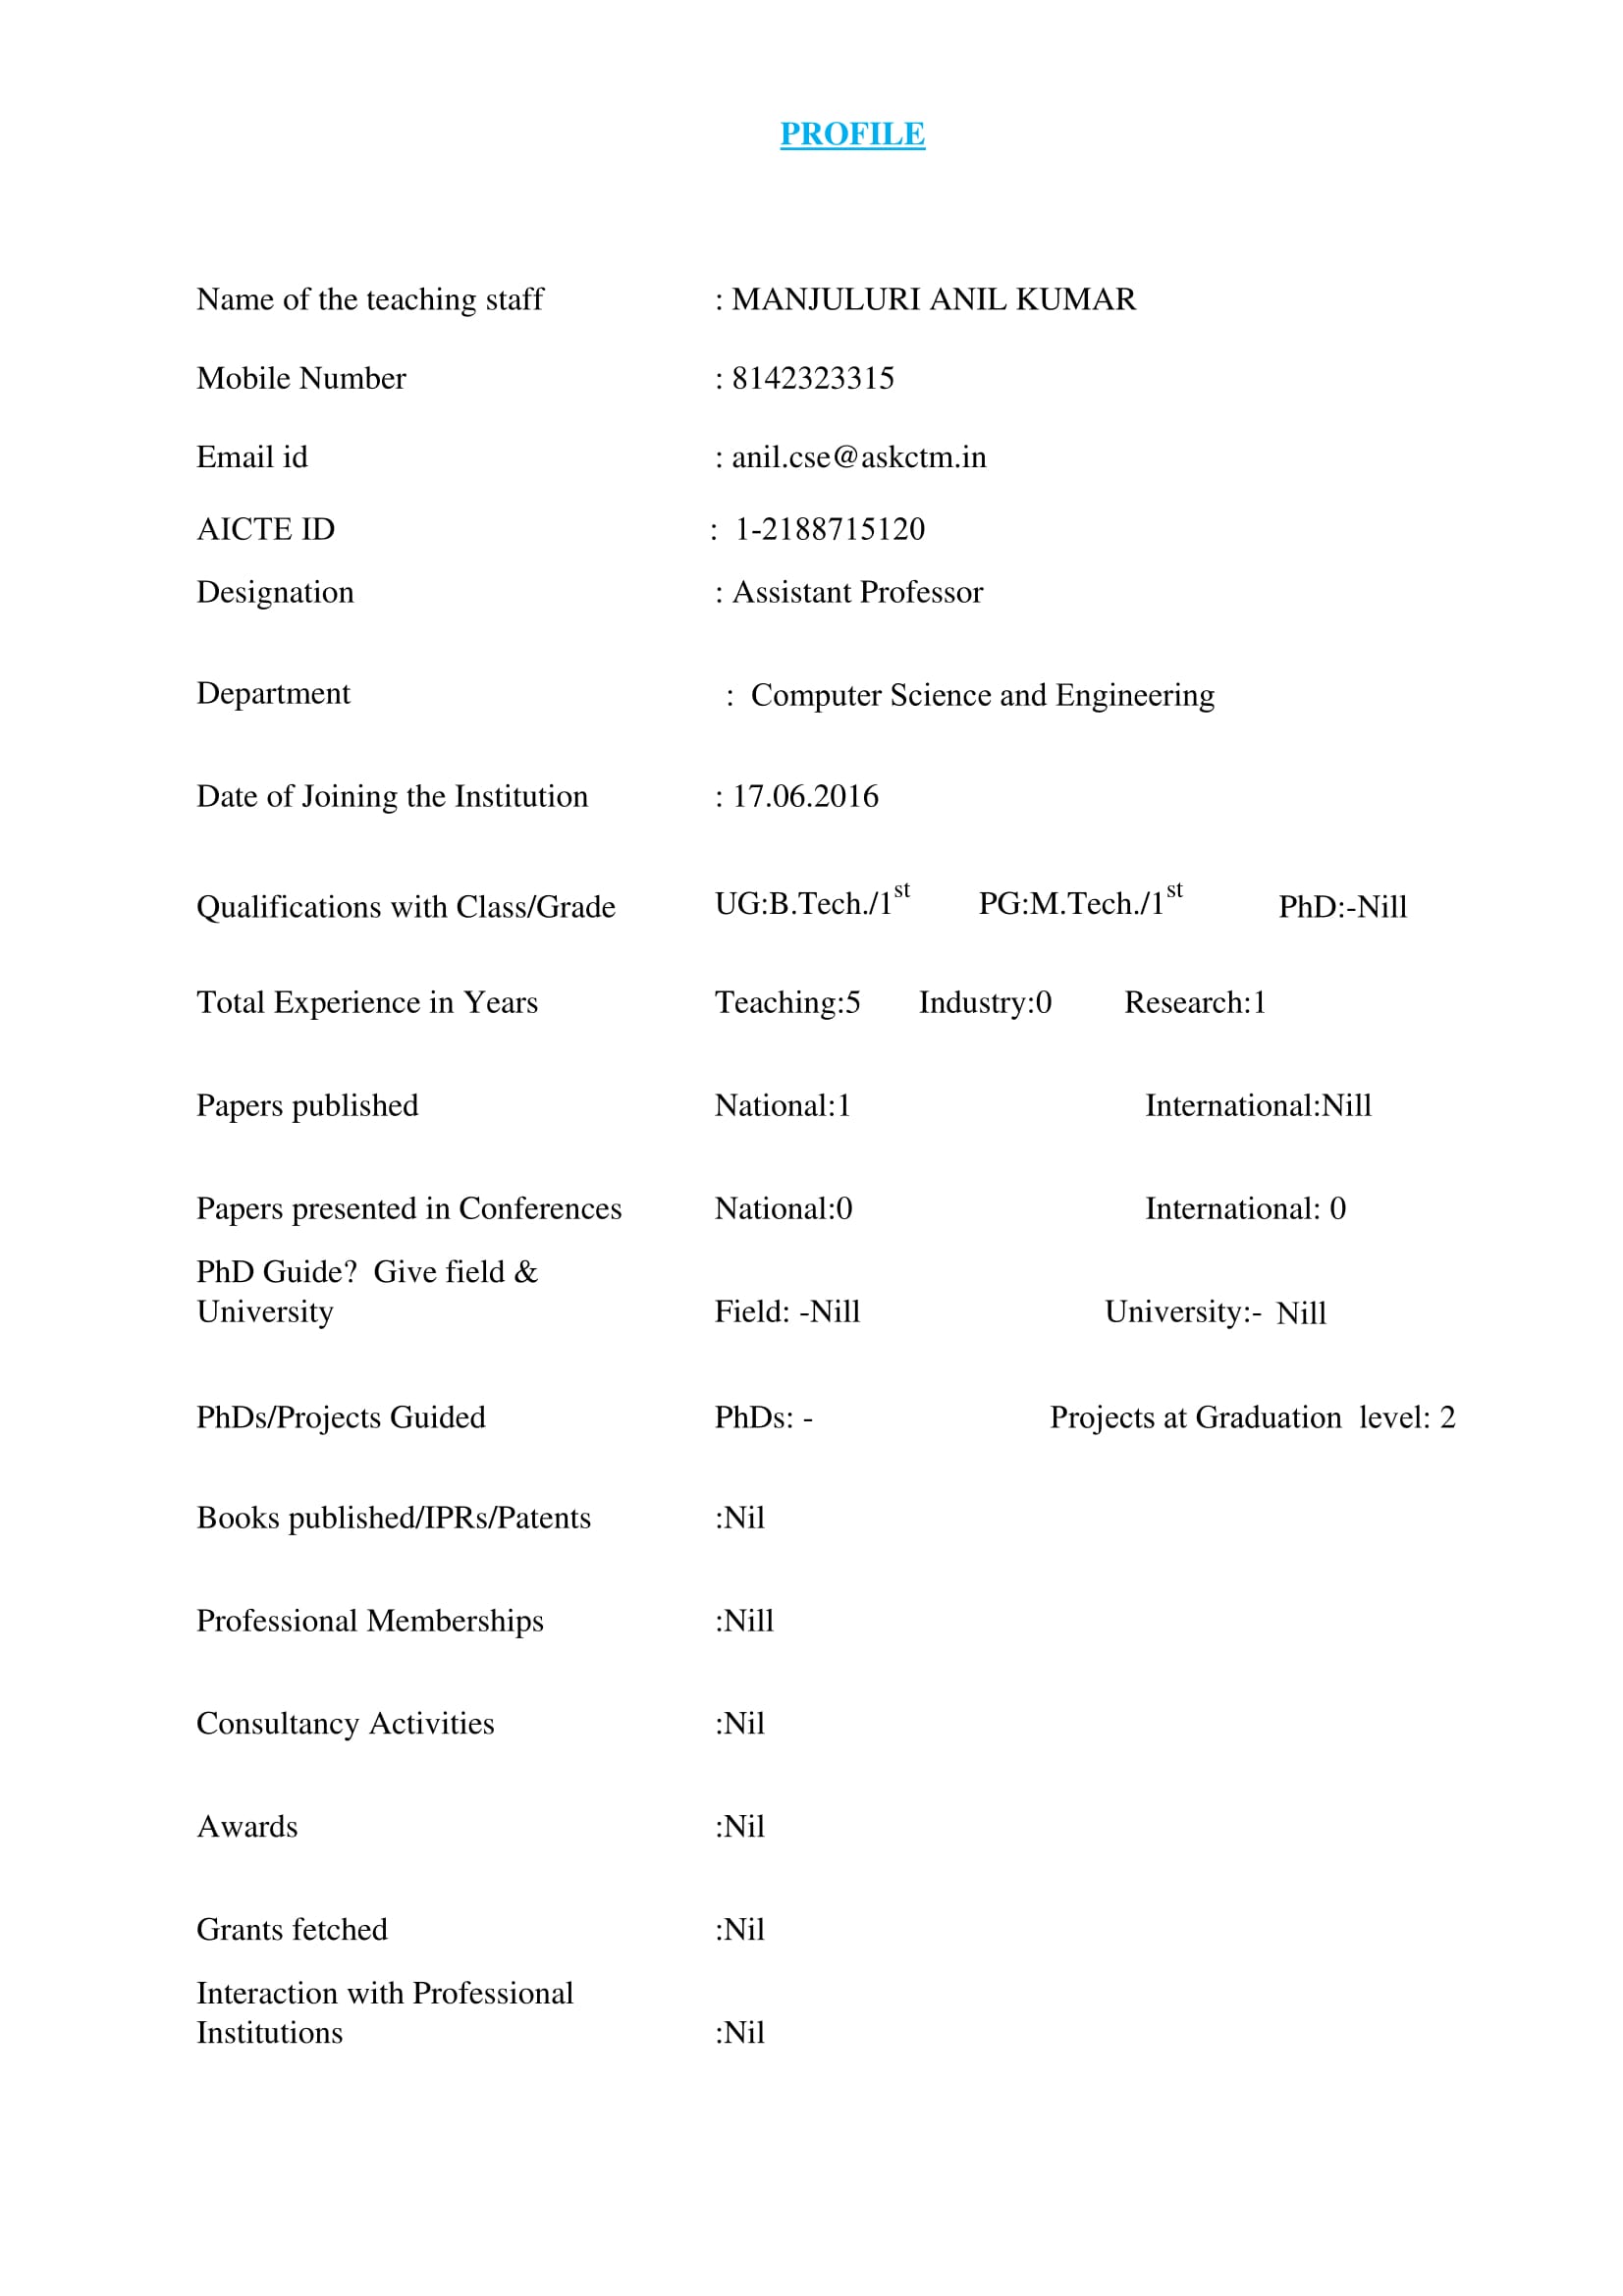 PROFILE
Name of the teaching staff : MANJULURI ANIL KUMAR
Mobile Number : 8142323315
Email id : anil.cse@askctm.in
AICTE ID : 1-2188715120
Designation : Assistant Professor
Department : Computer Science and Engineering
Date of Joining the Institution : 17.06.2016
Qualifications with Class/Grade UG:B.Tech./1st PG:M.Tech./1st PhD:-Nill
Total Experience in Years Teaching:5 Industry:0 Research:1
Papers published National:1 International:Nill
Papers presented in Conferences National:0 International: 0
PhD Guide? Give field &
University Field: -Nill University:- Nill
PhDs/Projects Guided PhDs: - Projects at Graduation level: 2
Books published/IPRs/Patents :Nil
Professional Memberships :Nill
Consultancy Activities :Nil
Awards :Nil
Grants fetched :Nil
Interaction with Professional
Institutions :Nil